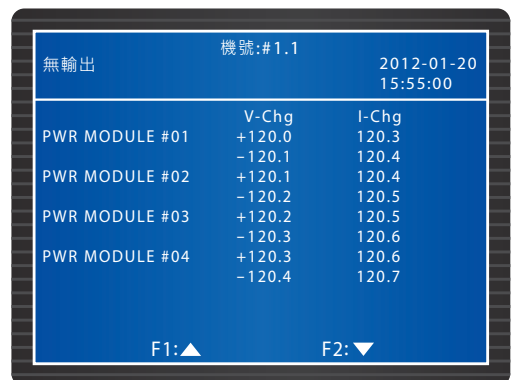 機號:#1.1
無輸出
2012-01-20
15:55:00
V-Chg I-Chg
PWR MODULE #01 +120.0 120.3
−120.1 120.4
PWR MODULE #02 +120.1 120.4
−120.2 120.5
PWR MODULE #03 +120.2 120.5
−120.3 120.6
PWR MODULE #04 +120.3 120.6
−120.4 120.7
F1:▲ F2:▼